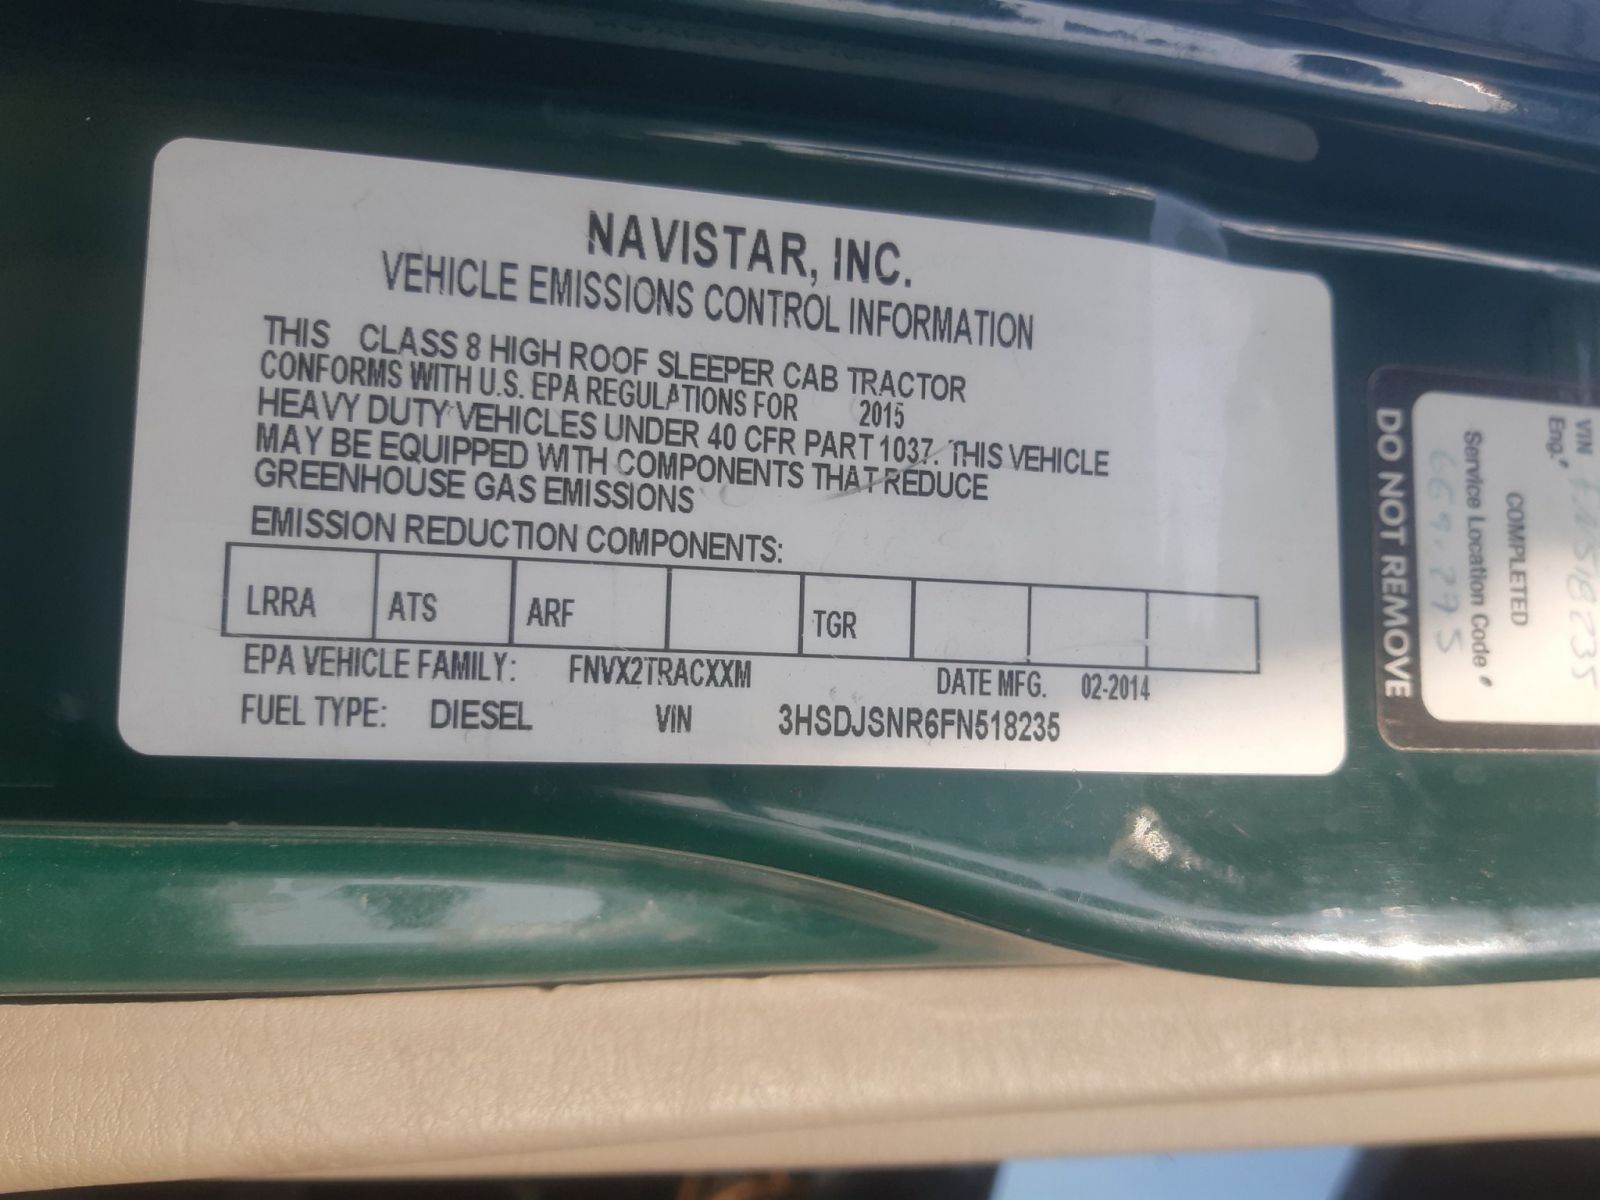 NAVISTAR, INC.
VEHICLE EMISSIONS CONTROL INFORMATION
THIS CLASS 8 HIGH ROOF SLEEPER CAB TRACTOR
CONFORMS WITH U.S. EPA REGULATIONS FOR 2015
HEAVY DUTY VEHICLES UNDER 40 CFR PART 1037. THIS VEHICLE
MAY BE EQUIPPED WITH COMPONENTS THAT REDUCE
GREENHOUSE GAS EMISSIONS
EMISSION REDUCTION COMPONENTS:
LRRA ATS ARF TGR
EPA VEHICLE FAMILY: FNVX2TRACXXM DATE MFG. 02-2014
FUEL TYPE: DIESEL VIN 3HSDJSNR6FN518235
VIN
Eng.
COMPLETED
Service Location Code
DO NOT REMOVE